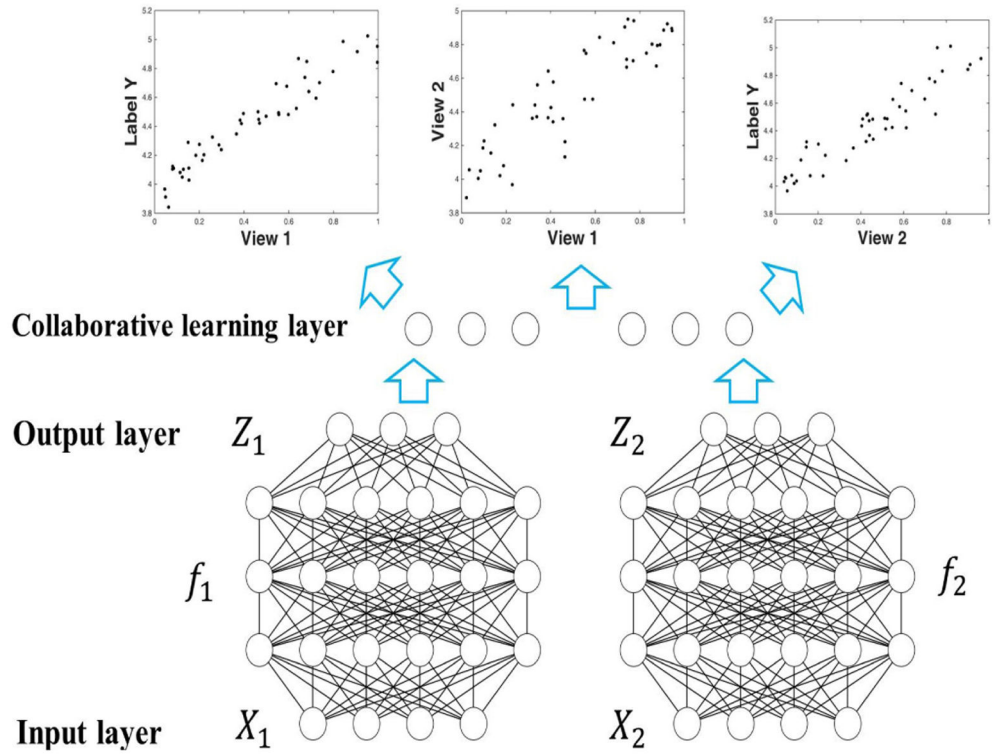 5.2
5
4.8
4.6
4.4
4.2
4
3.8
Label Y
0 0.2 0.4 0.6 0.8 1
View 1
5
4.8
4.6
4.4
4.2
4
3.8
View 2
0 0.2 0.4 0.6 0.8 1
View 1
5.2
5
4.8
4.6
4.4
4.2
4
3.8
Label Y
0 0.2 0.4 0.6 0.8 1
View 2
Collaborative learning layer
Output layer Z₁ Z₂
f₁ f₂
Input layer X₁ X₂